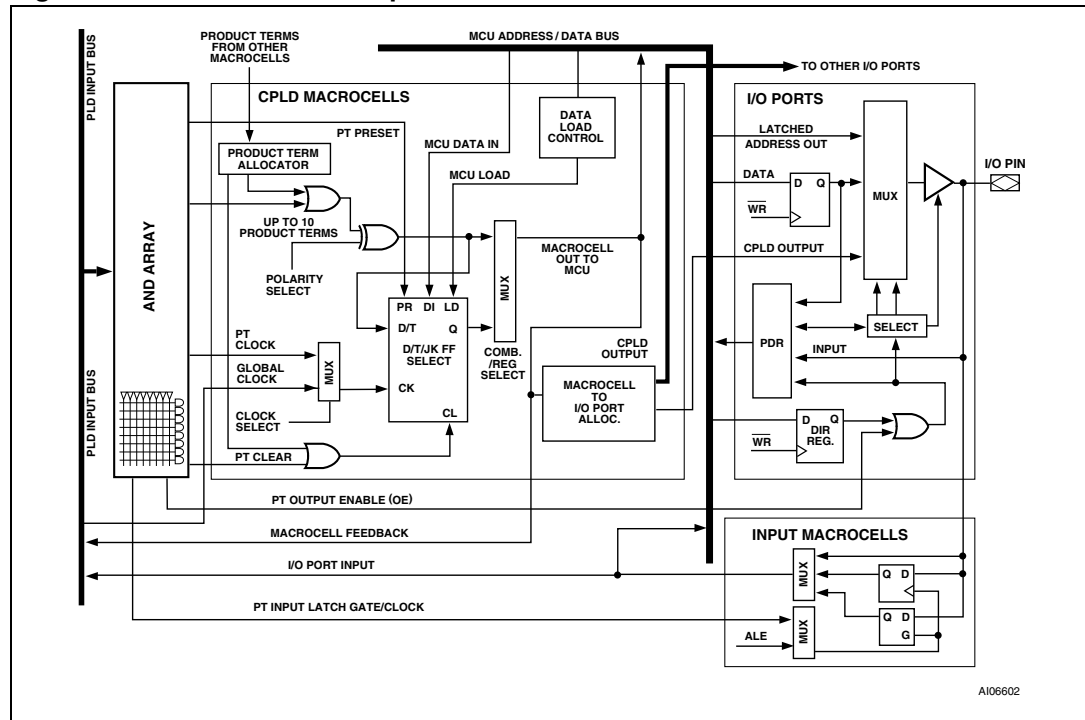 PRODUCT TERMS
FROM OTHER
MACROCELLS
MCU ADDRESS / DATA BUS
TO OTHER I/O PORTS
PLD INPUT BUS
CPLD MACROCELLS
I/O PORTS
PT PRESET
DATA
LOAD
CONTROL
LATCHED
ADDRESS OUT
MCU DATA IN
PRODUCT TERM
ALLOCATOR
MCU LOAD
DATA
D Q
WR
MUX
I/O PIN
UP TO 10
PRODUCT TERMS
POLARITY
SELECT
MUX
MACROCELL
OUT TO
MCU
CPLD OUTPUT
AND ARRAY
PR DI LD
D/T Q
D/T/JK FF
SELECT
CK
CL
COMB.
/REG
SELECT
CPLD
OUTPUT
PDR
SELECT
INPUT
PT
CLOCK
GLOBAL
CLOCK
MUX
CLOCK
SELECT
MACROCELL
TO
I/O PORT
ALLOC.
D Q
DIR
REG.
WR
PLD INPUT BUS
PT CLEAR
PT OUTPUT ENABLE (OE)
MACROCELL FEEDBACK
INPUT MACROCELLS
I/O PORT INPUT
MUX
Q D
PT INPUT LATCH GATE/CLOCK
MUX
Q D
G
ALE
AI06602